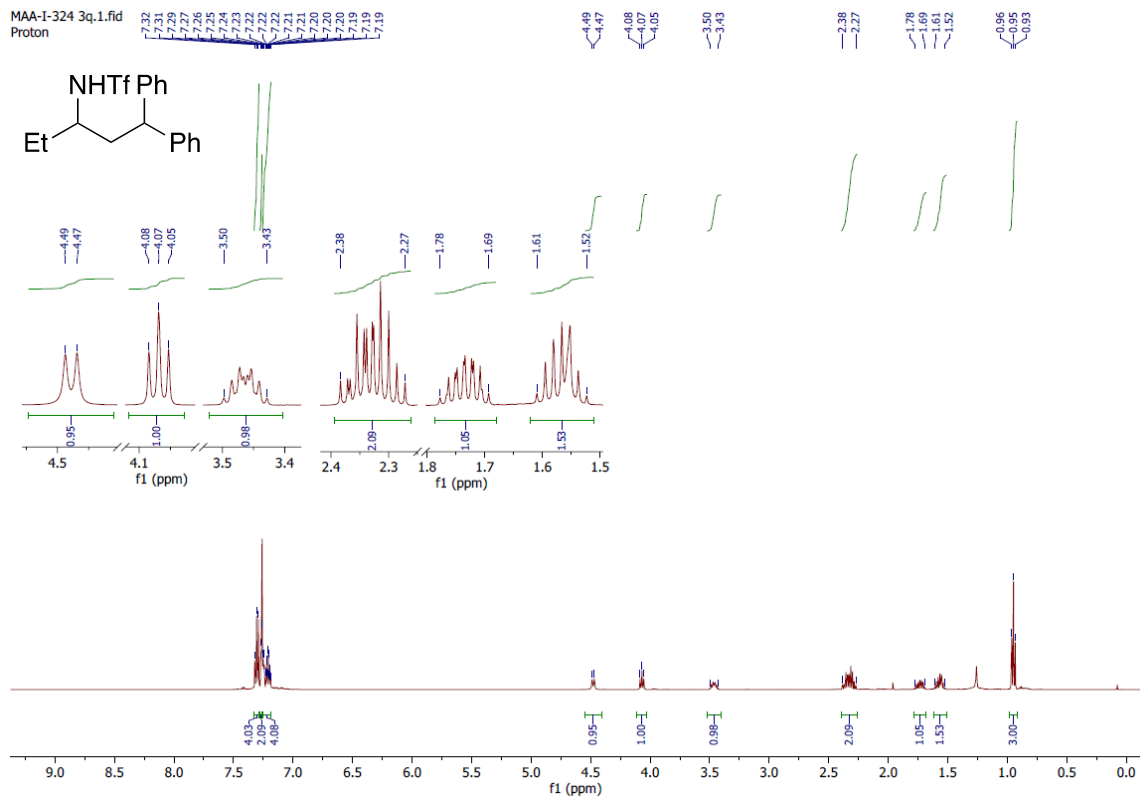 MAA-I-324 3q.1.fid
Proton
7.32 7.31 7.29 7.27 7.26 7.25 7.24 7.23 7.22 7.22 7.22 7.21 7.21 7.20 7.20 7.20 7.19 7.19 7.19
4.49 4.47 4.08 4.07 4.05 3.50 3.43 2.38 2.27 1.78 1.69 1.61 1.52 0.96 0.95 0.93
NHTf Ph
Et Ph
4.49 4.47 4.08 4.07 4.05 3.50 3.43 2.38 2.27 1.78 1.69 1.61 1.52
0.95 1.00 0.98 2.09 1.05 1.53
4.5 4.1 3.5 3.4 2.4 2.3 1.8 1.7 1.6 1.5
f1 (ppm) f1 (ppm)
4.03 2.09 4.08 0.95 1.00 0.98 2.09 1.05 1.53 3.00
9.0 8.5 8.0 7.5 7.0 6.5 6.0 5.5 5.0 4.5 4.0 3.5 3.0 2.5 2.0 1.5 1.0 0.5 0.0
f1 (ppm)